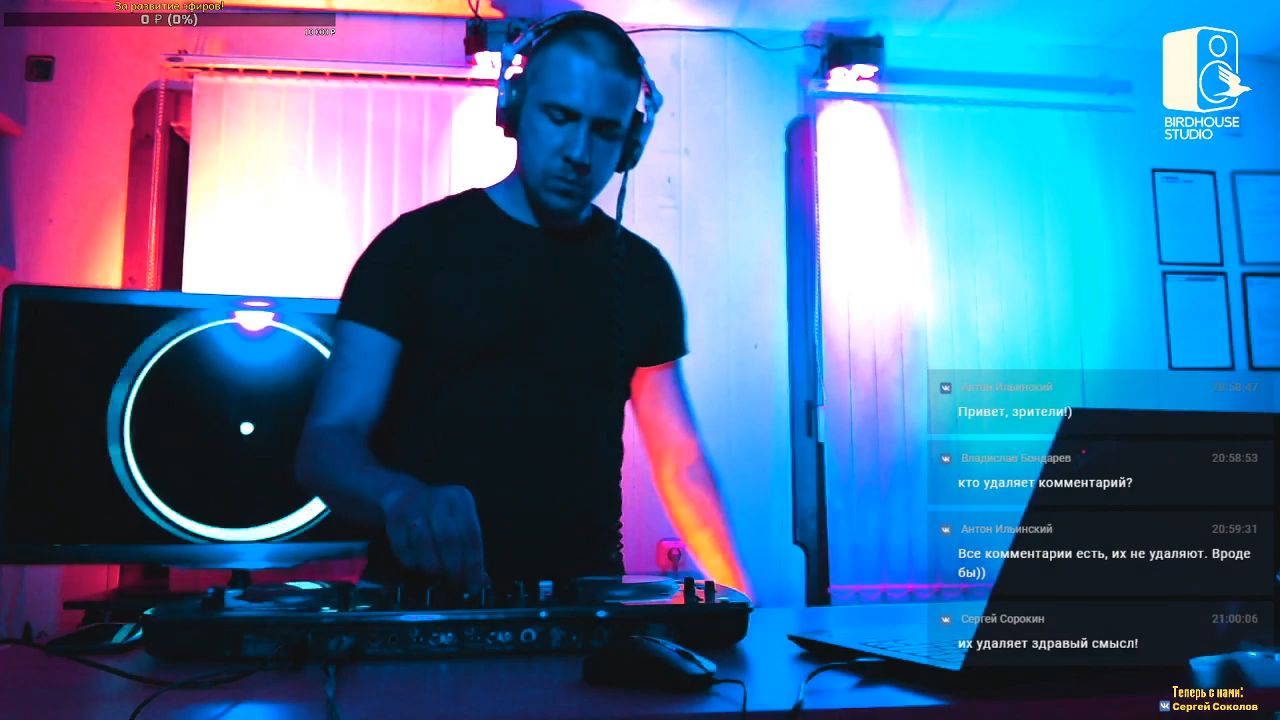 За развитие эфиров!
0 ₽ (0%)
10 000 ₽
BIRDHOUSE
STUDIO
Антон Ильинский 20:58:47
Привет, зрители!)
Владислав Бондарев 20:58:53
кто удаляет комментарий?
Антон Ильинский 20:59:31
Все комментарии есть, их не удаляют. Вроде
бы))
Сергей Сорокин 21:00:06
их удаляет здравый смысл!
Теперь с нами:
Сергей Соколов